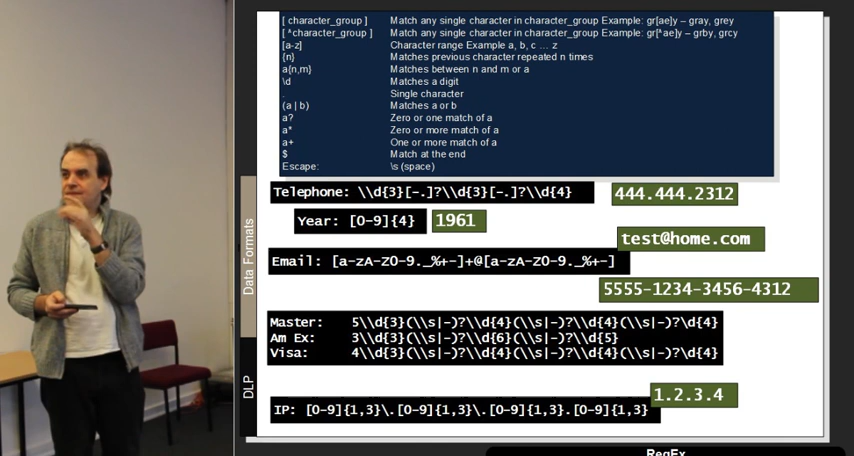 [ character_group ] Match any single character in character_group Example: gr[ae]y – gray, grey
[ ^character_group ] Match any single character in character_group Example: gr[^ae]y – grby, grcy
[a-z] Character range Example a, b, c … z
{n} Matches previous character repeated n times
a{n,m} Matches between n and m or a
\d Matches a digit
. Single character
(a | b) Matches a or b
a? Zero or one match of a
a* Zero or more match of a
a+ One or more match of a
$ Match at the end
Escape: \s (space)
Telephone: \\d{3}[-.]?\\d{3}[-.]?\\d{4}
444.444.2312
Year: [0-9]{4}
1961
test@home.com
Email: [a-zA-Z0-9._%+-]+@[a-zA-Z0-9._%+-]
5555-1234-3456-4312
Master: 5\\d{3}(\\s|-)?\\d{4}(\\s|-)?\\d{4}(\\s|-)?\d{4}
Am Ex: 3\\d{3}(\\s|-)?\\d{6}(\\s|-)?\\d{5}
Visa: 4\\d{3}(\\s|-)?\\d{4}(\\s|-)?\\d{4}(\\s|-)?\d{4}
1.2.3.4
IP: [0-9]{1,3}\.[0-9]{1,3}\.[0-9]{1,3}.[0-9]{1,3}
Data Formats
DLP
RegEx